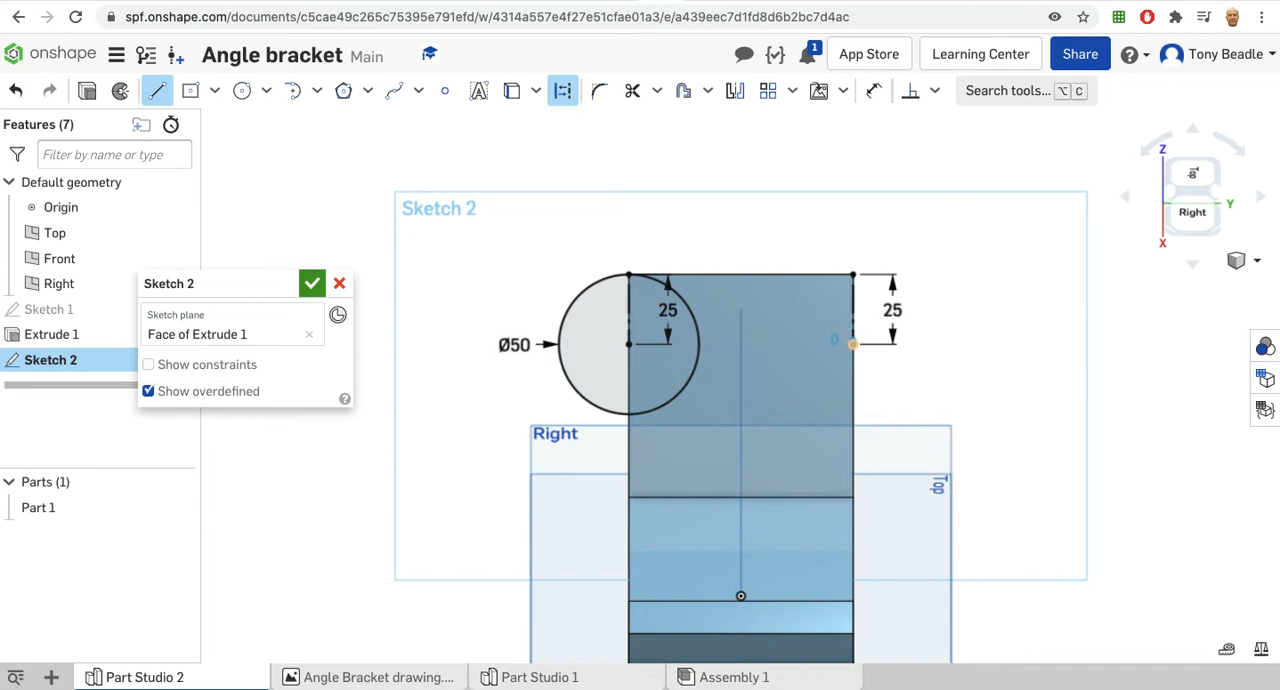 spf.onshape.com/documents/c5cae49c265c75395e791efd/w/4314a557e4f27e51cfae01a3/e/a439eec7d1fd8d6b2bc7d4ac
onshape
Angle bracket Main
1
App Store
Learning Center
Share
Tony Beadle
Search tools... ⌥ C
Features (7)
Filter by name or type
Default geometry
Origin
Top
Front
Right
Sketch 1
Extrude 1
Sketch 2
Sketch 2
Sketch plane
Face of Extrude 1
Show constraints
Show overdefined
Parts (1)
Part 1
Sketch 2
25
25
Ø50
D
Right
Top
Z
Right
Y
X
Part Studio 2
Angle Bracket drawing....
Part Studio 1
Assembly 1